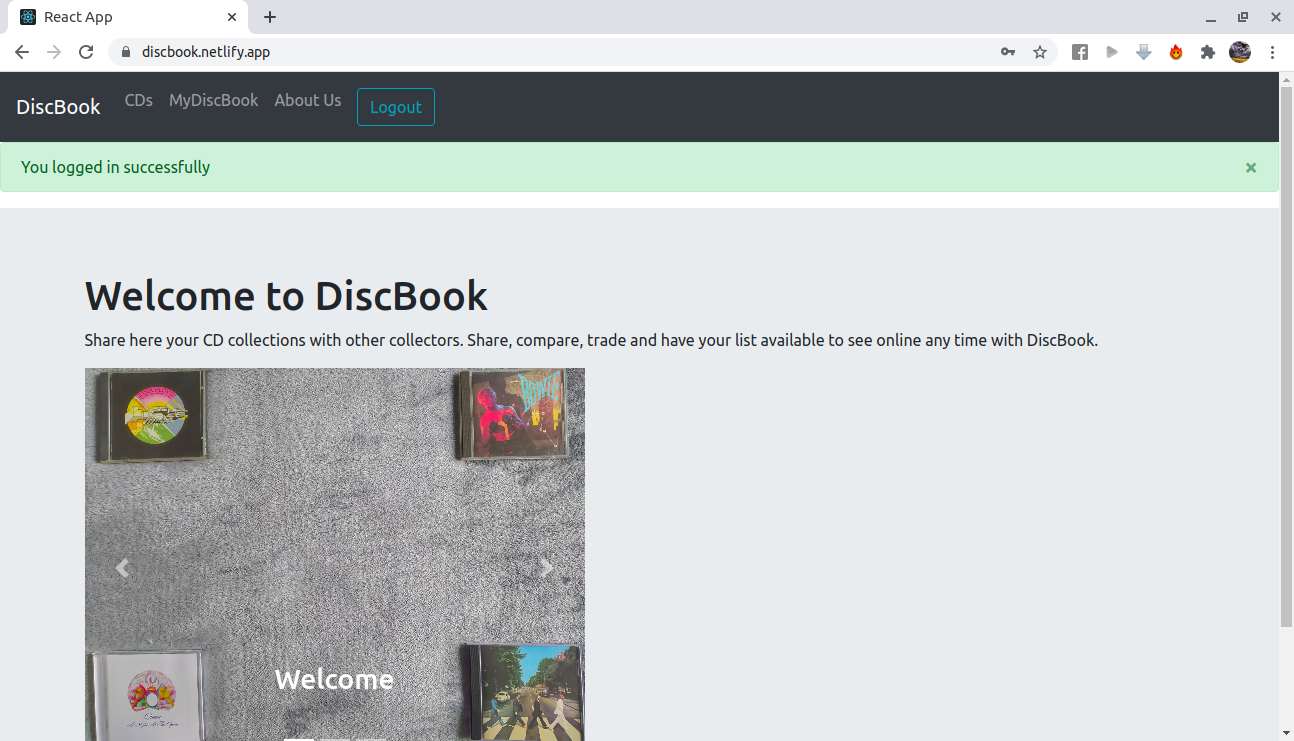 React App
discbook.netlify.app
DiscBook CDs MyDiscBook About Us Logout
You logged in successfully
Welcome to DiscBook
Share here your CD collections with other collectors. Share, compare, trade and have your list available to see online any time with DiscBook.
BOWIE
Welcome
Queen